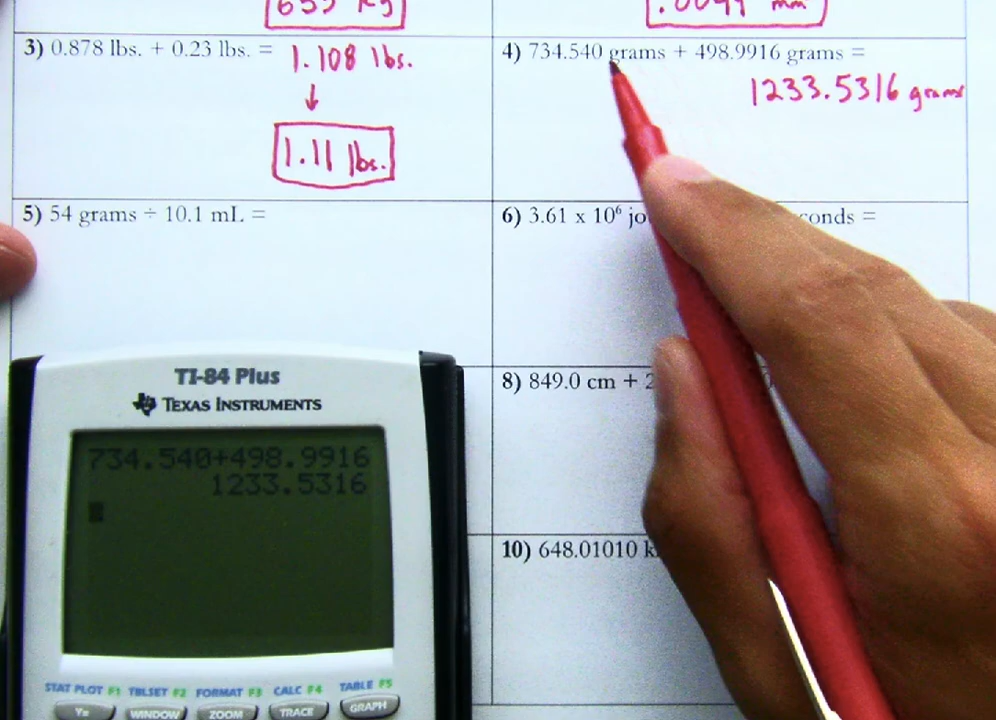 655 kg
mm
3) 0.878 lbs. + 0.23 lbs. = 1.108 lbs.
1.11 lbs.
4) 734.540 grams + 498.9916 grams =
1233.5316 grams
5) 54 grams ÷ 10.1 mL =
6) 3.61 x 10⁶ jo conds =
8) 849.0 cm + 2
10) 648.01010 k
TI-84 Plus
TEXAS INSTRUMENTS
734.540+498.9916
1233.5316
STAT PLOT F1 TBLSET F2 FORMAT F3 CALC F4 TABLE F5
Y= WINDOW ZOOM TRACE GRAPH